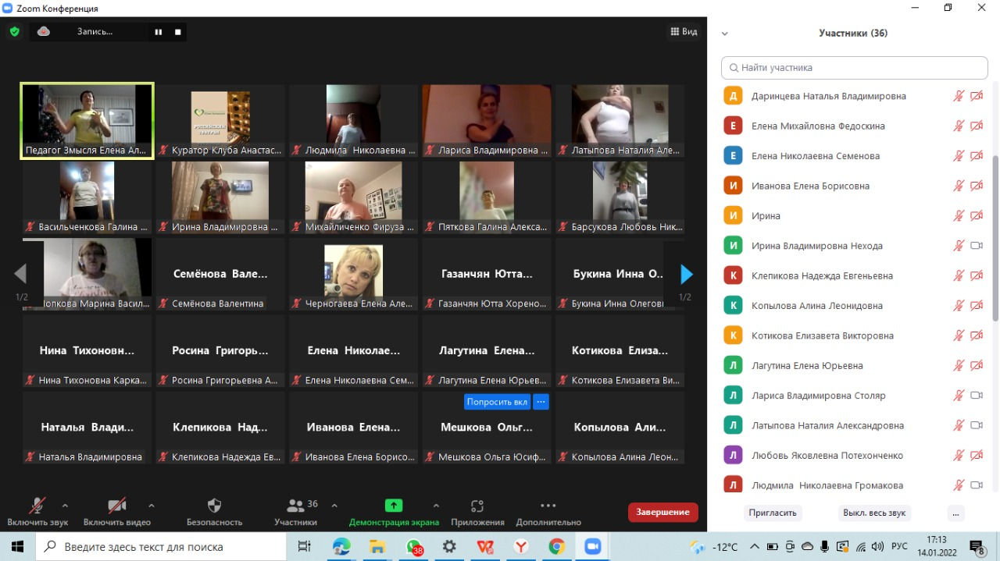 Zoom Конференция
Запись...
Вид
Педагог Змысля Елена Ал...
РОССИЙСКИЙ
Куратор Клуба Анастас...
Людмила Николаевна ...
Лариса Владимировна ...
Латыпова Наталия Але...
Васильченкова Галина ...
Ирина Владимировна ...
Михайличенко Фируза ...
Пяткова Галина Алекса...
Барсукова Любовь Ник...
1/2
Попкова Марина Васил...
Семёнова Вале...
Семёнова Валентина
Черногаева Елена Але...
Газанчян Ютта...
Газанчян Ютта Хорено...
Букина Инна О...
Букина Инна Олегови
1/2
Нина Тихоновн...
Нина Тихоновна Карка...
Росина Григорь...
Росина Григорьевна А...
Елена Николае...
Елена Николаевна Сем...
Лагутина Елена...
Лагутина Елена Юрьев...
Котикова Елиза...
Котикова Елизавета Ви...
Наталья Влади...
Наталья Владимировна
Клепикова Над...
Клепикова Надежда Ев...
Иванова Елена...
Иванова Елена Борисо...
Попросить вкл
...
Мешкова Ольг...
Мешкова Ольга Юсиф...
Копылова Али...
Копылова Алина Леон...
Включить звук
Включить видео
Безопасность
36
Участники
Демонстрация экрана
Приложения
Дополнительно
Завершение
Участники (36)
Найти участника
Д Даринцева Наталья Владимировна
Е Елена Михайловна Федоскина
Е Елена Николаевна Семенова
И Иванова Елена Борисовна
И Ирина
И Ирина Владимировна Нехода
К Клепикова Надежда Евгеньевна
К Копылова Алина Леонидовна
К Котикова Елизавета Викторовна
Л Лагутина Елена Юрьевна
Л Лариса Владимировна Столяр
Л Латыпова Наталия Александровна
Л Любовь Яковлевна Потехонченко
Л Людмила Николаевна Громакова
Пригласить
Выкл. весь звук
...
Введите здесь текст для поиска
38
-12°C
РУС
17:13
14.01.2022
8